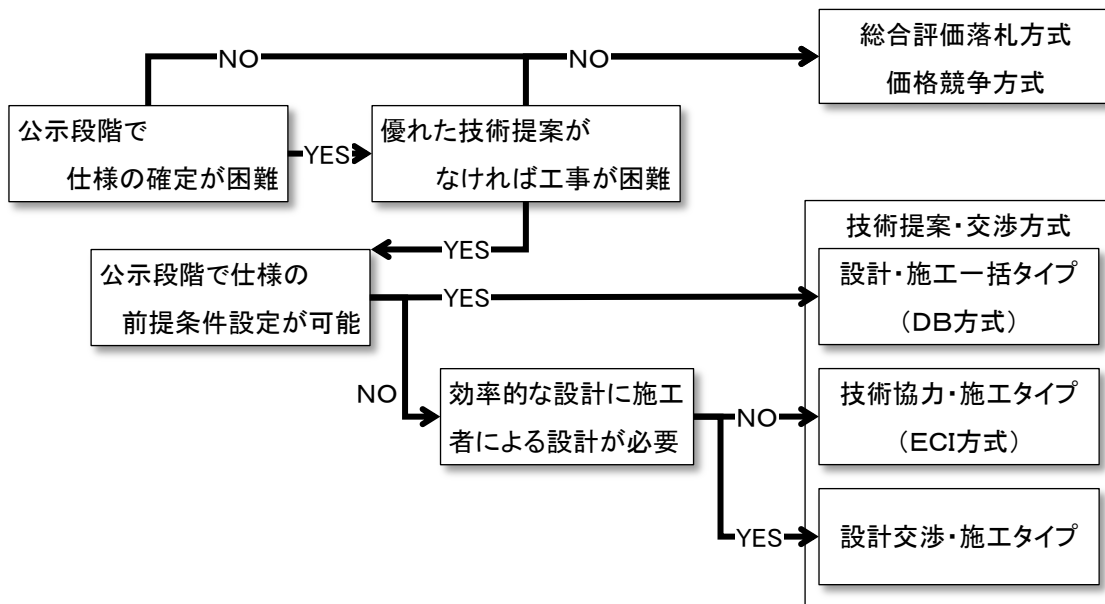 総合評価落札方式
価格競争方式
NO
NO
公示段階で
仕様の確定が困難
YES
優れた技術提案が
なければ工事が困難
YES
技術提案・交渉方式
公示段階で仕様の
前提条件設定が可能
YES
設計・施工一括タイプ
（DB方式）
NO
効率的な設計に施工
者による設計が必要
NO
技術協力・施工タイプ
（ECI方式）
YES
設計交渉・施工タイプ